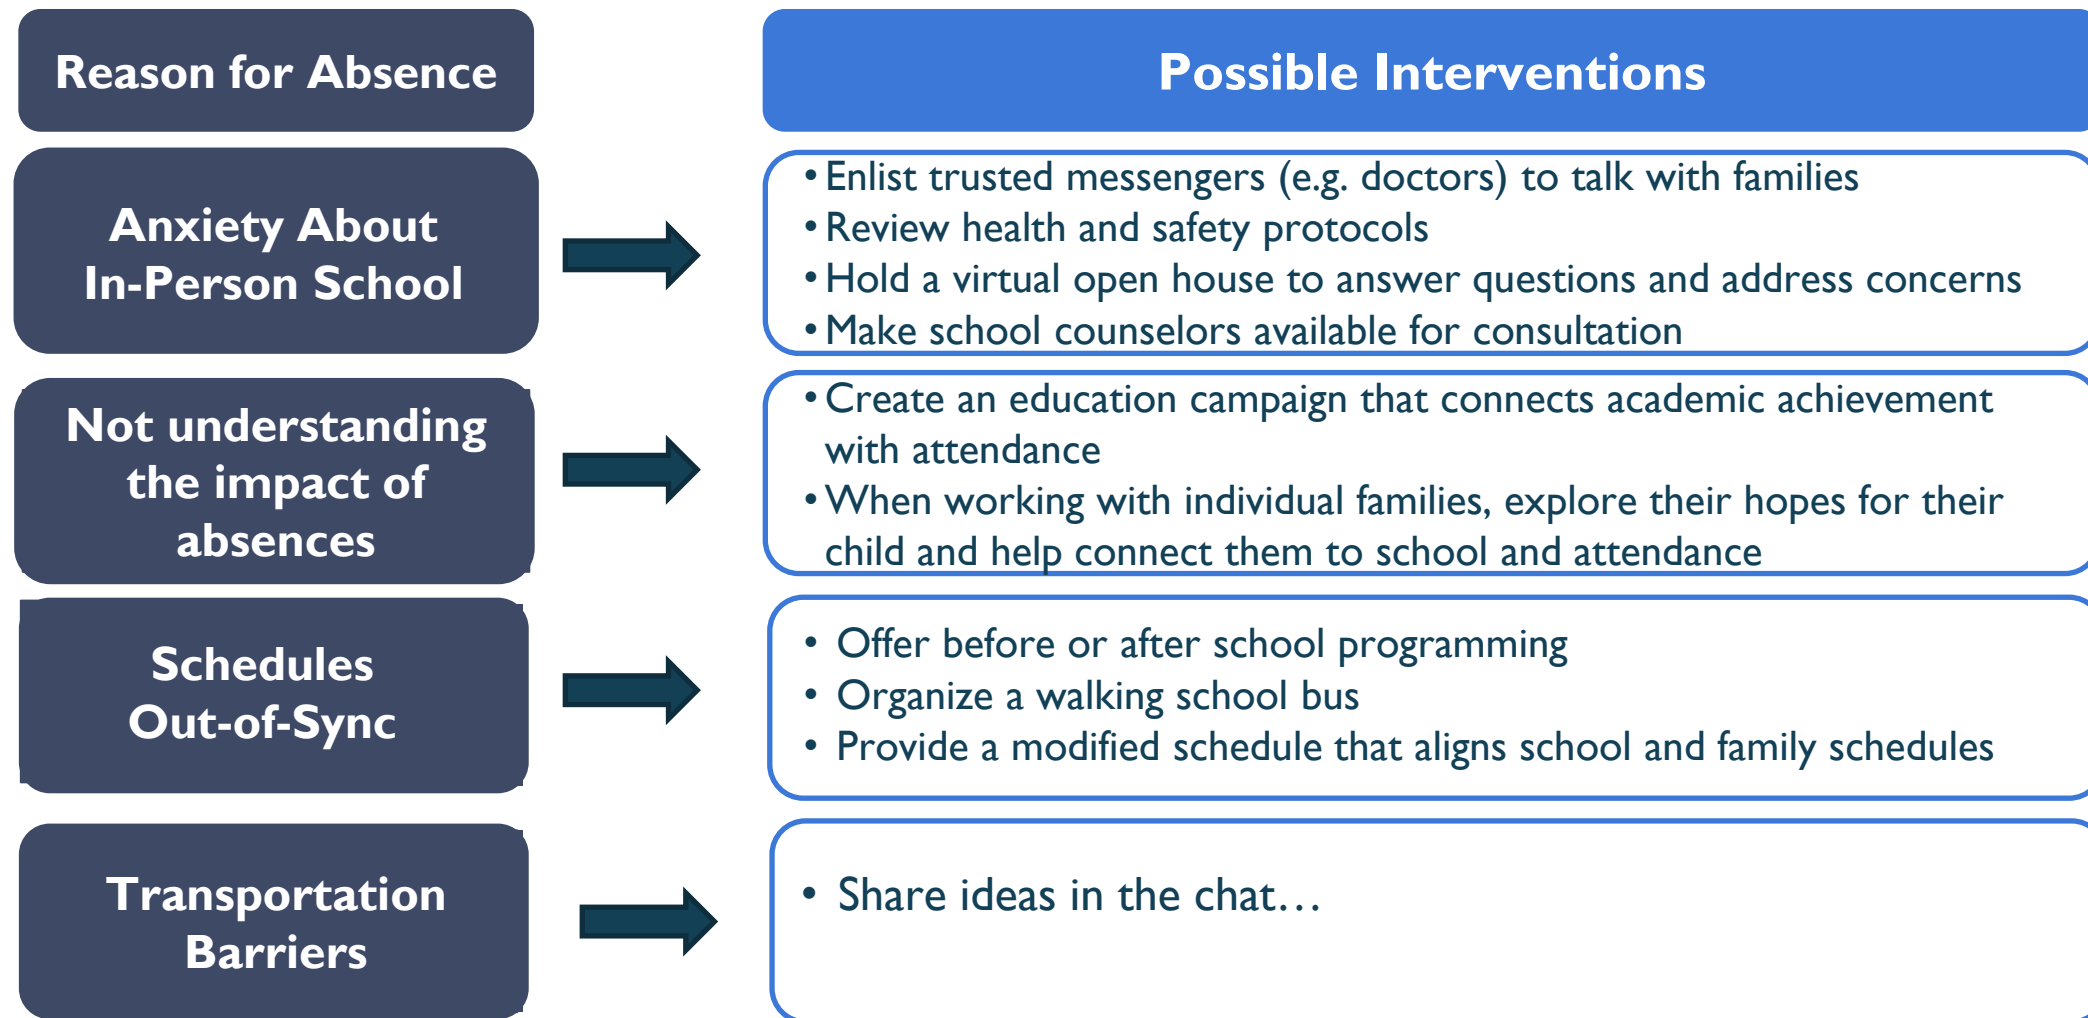 Reason for Absence
Possible Interventions
Anxiety About
In-Person School
• Enlist trusted messengers (e.g. doctors) to talk with families
• Review health and safety protocols
• Hold a virtual open house to answer questions and address concerns
• Make school counselors available for consultation
Not understanding
the impact of
absences
• Create an education campaign that connects academic achievement
with attendance
• When working with individual families, explore their hopes for their
child and help connect them to school and attendance
Schedules
Out-of-Sync
• Offer before or after school programming
• Organize a walking school bus
• Provide a modified schedule that aligns school and family schedules
Transportation
Barriers
• Share ideas in the chat…